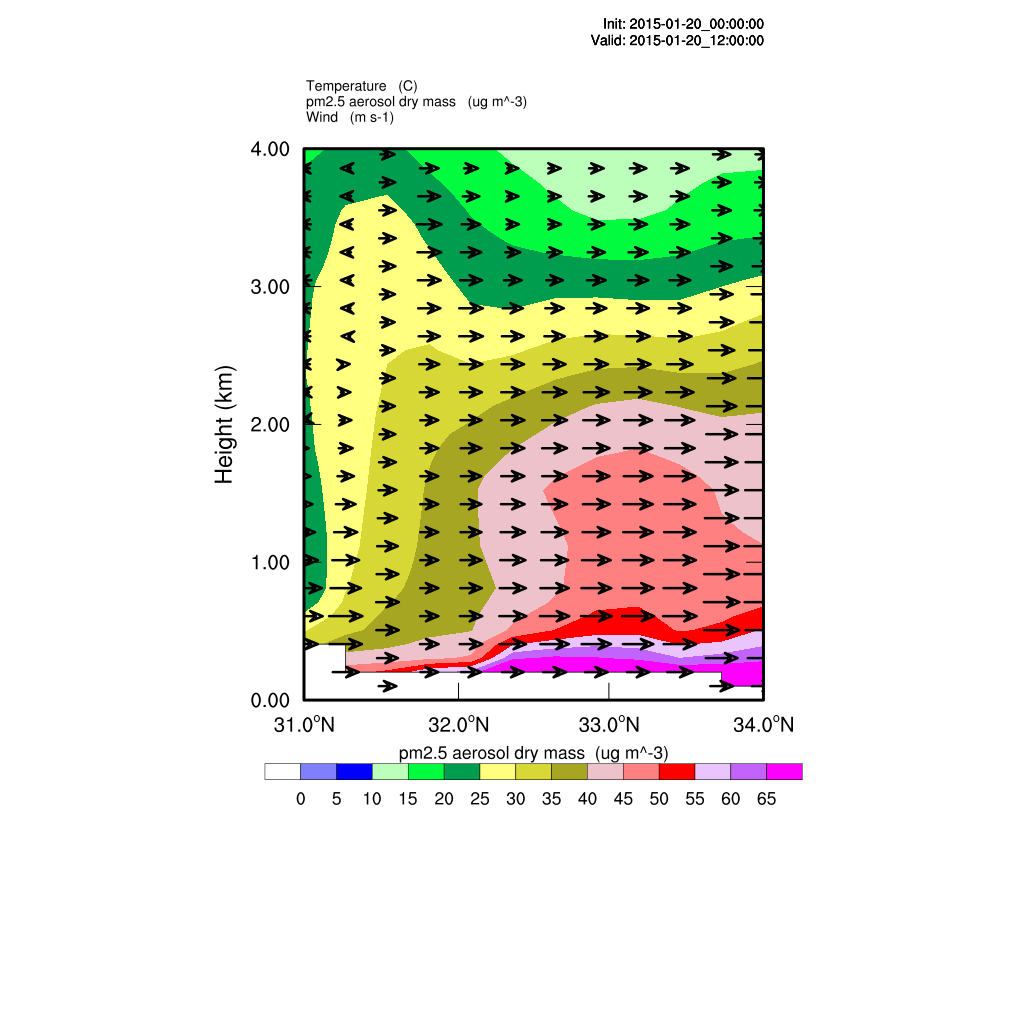 Init: 2015-01-20_00:00:00
Valid: 2015-01-20_12:00:00
Temperature (C)
pm2.5 aerosol dry mass (ug m^-3)
Wind (m s-1)
4.00
3.00
2.00
1.00
0.00
Height (km)
31.0°N 32.0°N 33.0°N 34.0°N
pm2.5 aerosol dry mass (ug m^-3)
0 5 10 15 20 25 30 35 40 45 50 55 60 65